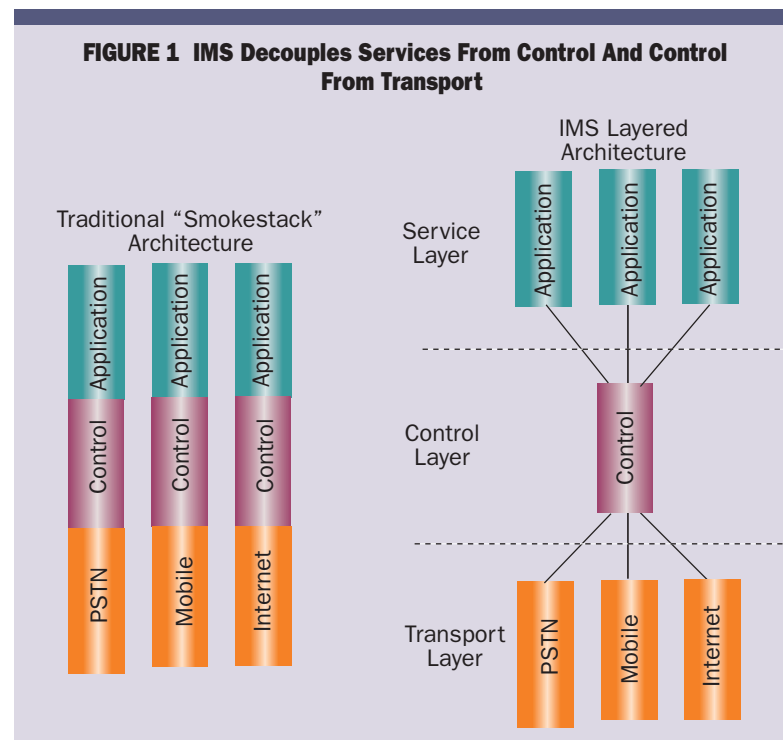 FIGURE 1 IMS Decouples Services From Control And Control
From Transport
Traditional “Smokestack”
Architecture
Application
Application
Application
Control
Control
Control
PSTN
Mobile
Internet
IMS Layered
Architecture
Service
Layer
Application
Application
Application
Control
Layer
Control
Transport
Layer
PSTN
Mobile
Internet